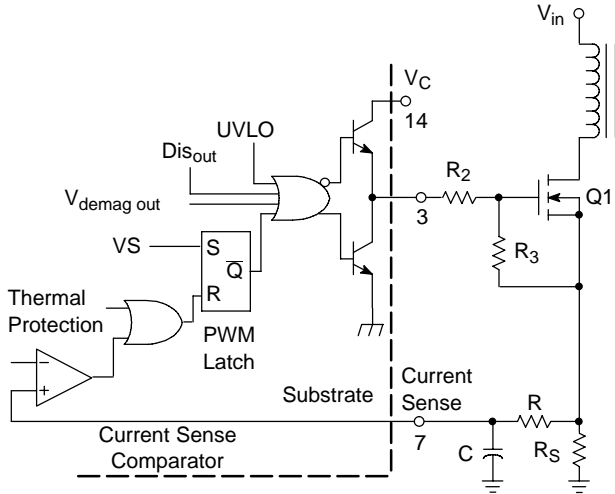 Vin
VC
14
UVLO
Disout
Vdemag out
R2
3
Q1
VS
S
Q
R
R3
Thermal
Protection
PWM
Latch
Substrate
Current
Sense
7
R
C
RS
Current Sense
Comparator